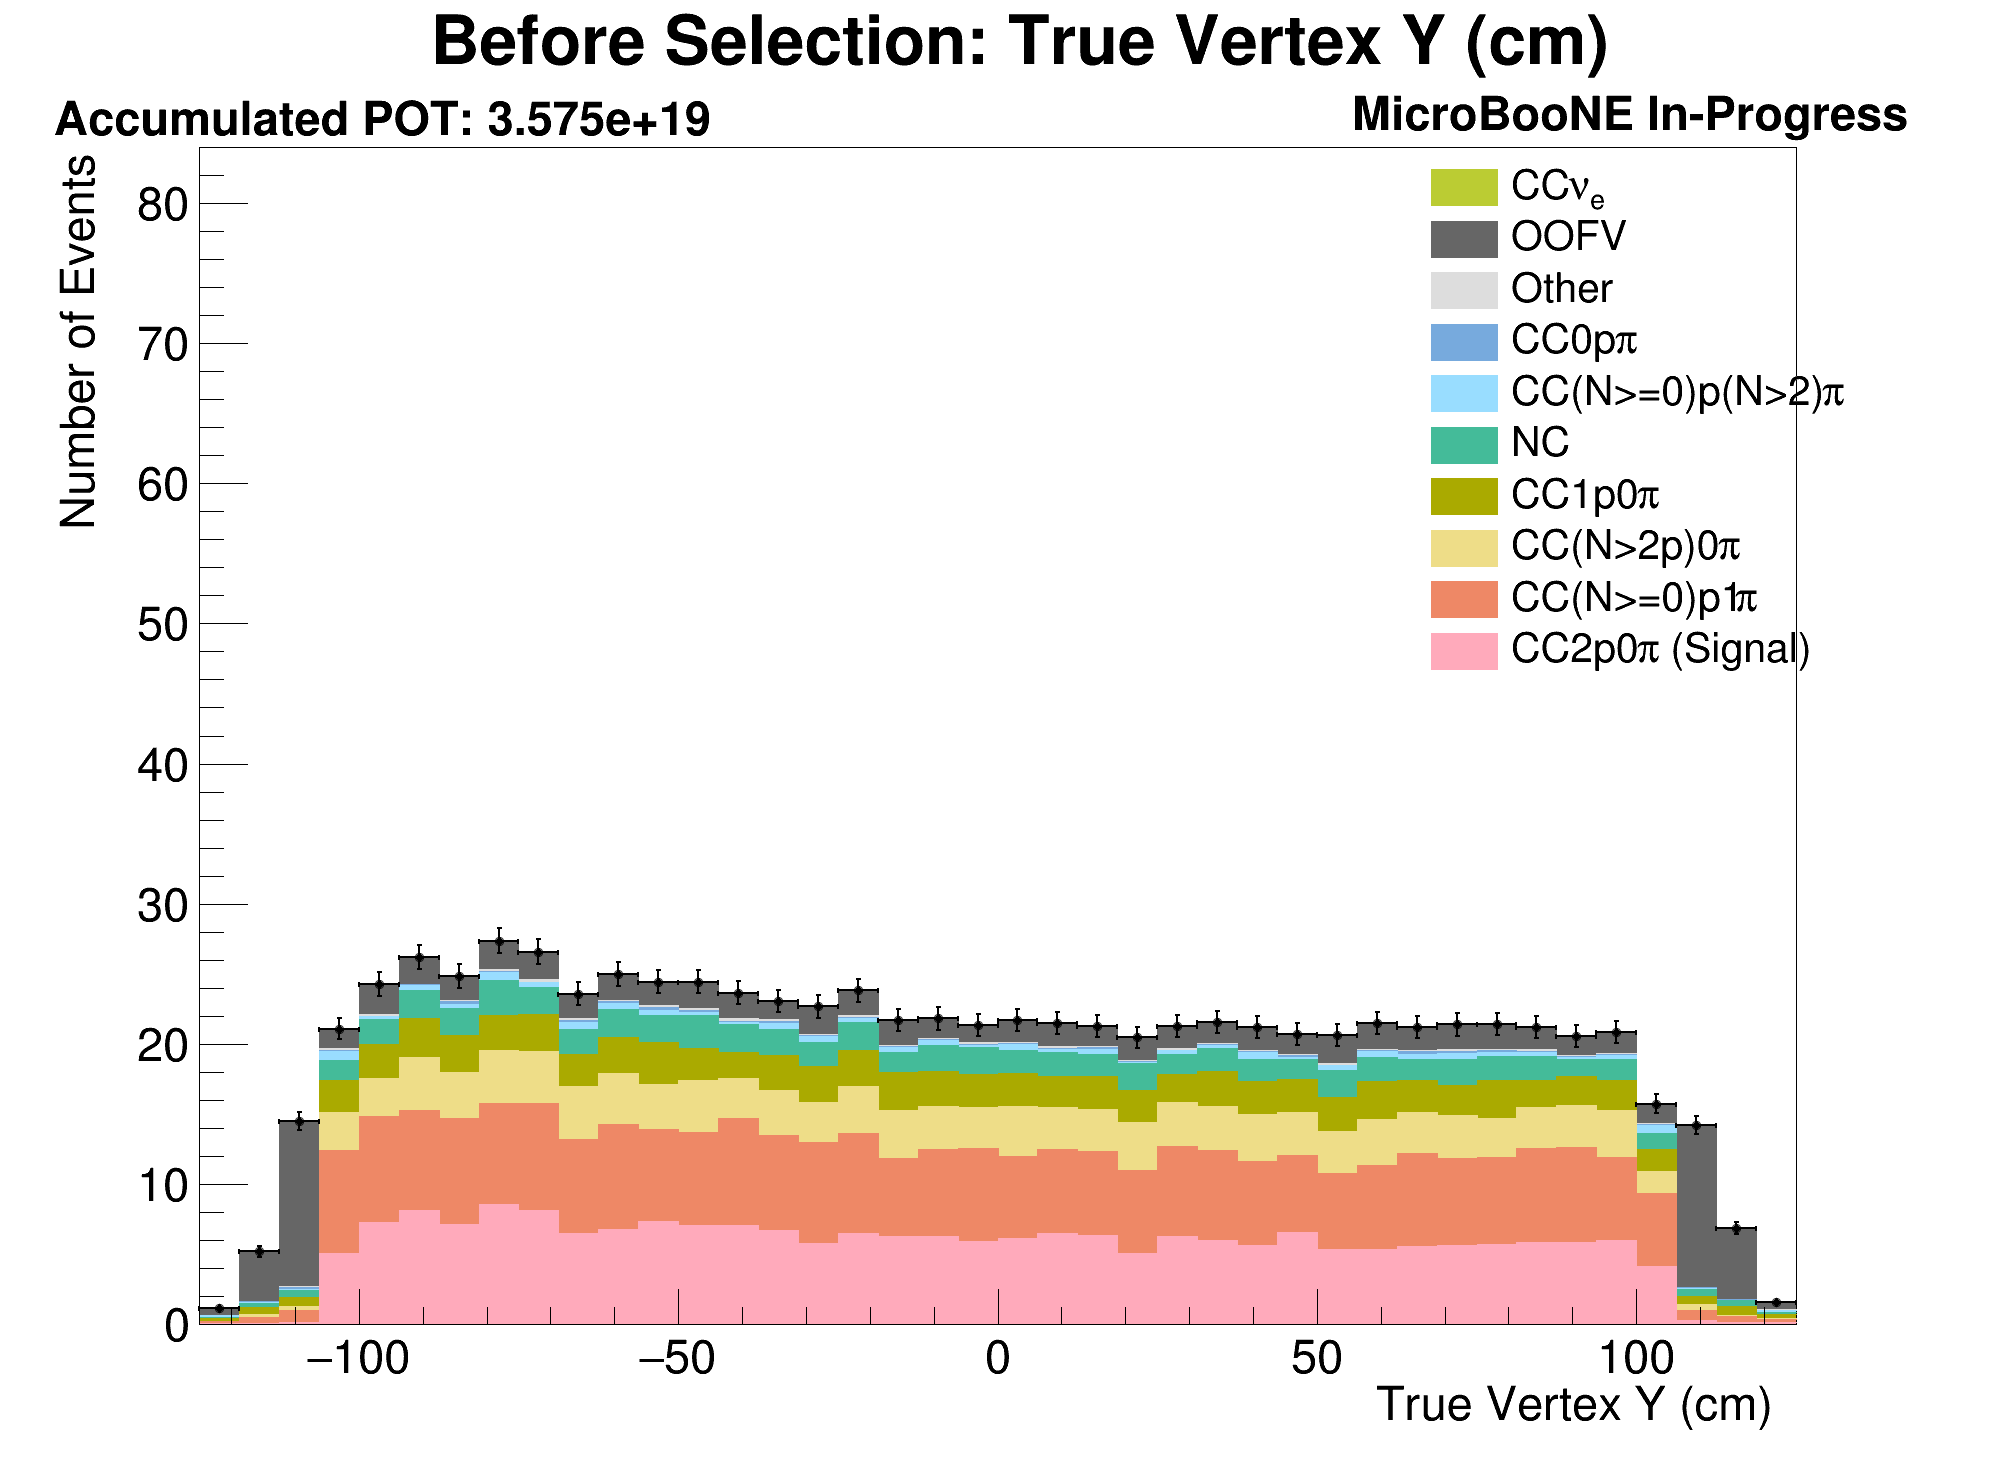 Before Selection: True Vertex Y (cm)
Accumulated POT: 3.575e+19
MicroBooNE In-Progress
Number of Events
80
70
60
50
40
30
20
10
0
CCνe
OOFV
Other
CC0pπ
CC(N>=0)p(N>2)π
NC
CC1p0π
CC(N>2p)0π
CC(N>=0)p1π
CC2p0π (Signal)
−100 −50 0 50 100
True Vertex Y (cm)